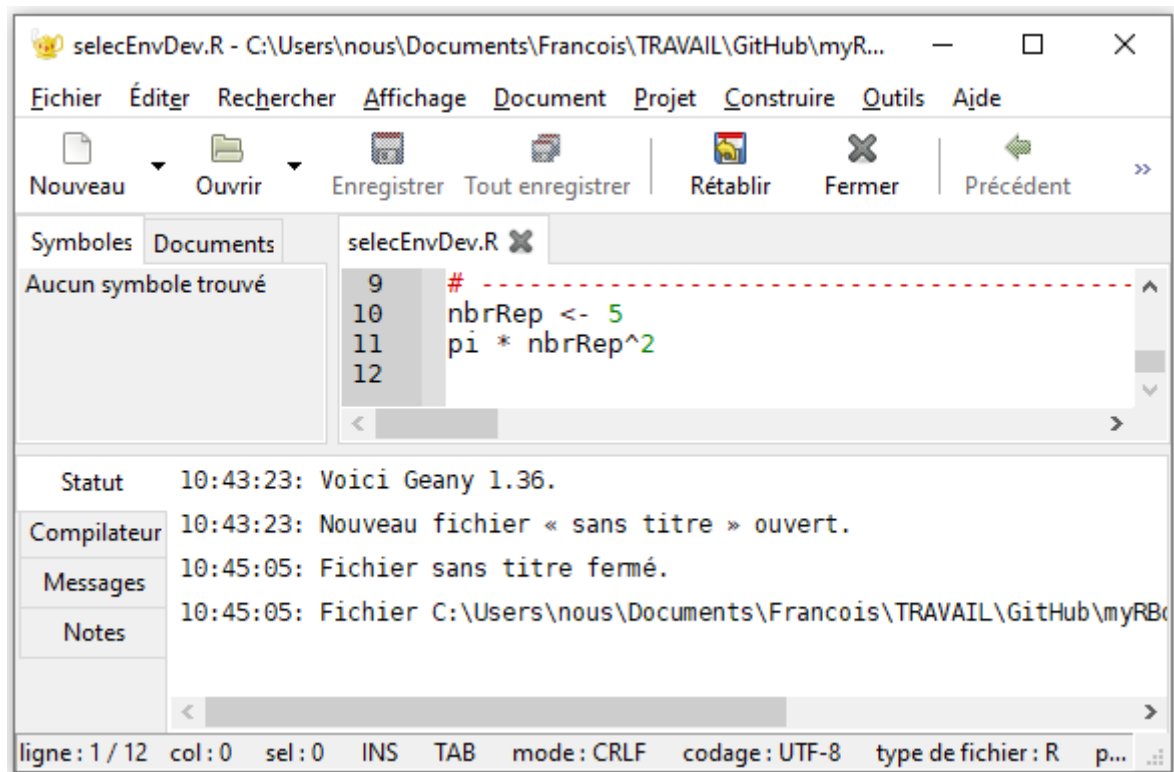 selecEnvDev.R - C:\Users\nous\Documents\Francois\TRAVAIL\GitHub\myR...
Fichier Éditer Rechercher Affichage Document Projet Construire Outils Aide
Nouveau Ouvrir Enregistrer Tout enregistrer Rétablir Fermer Précédent
Symboles Documents selecEnvDev.R
Aucun symbole trouvé
9 # -----------------------------------------
10 nbrRep <- 5
11 pi * nbrRep^2
12
Statut 10:43:23: Voici Geany 1.36.
Compilateur 10:43:23: Nouveau fichier « sans titre » ouvert.
Messages 10:45:05: Fichier sans titre fermé.
Notes 10:45:05: Fichier C:\Users\nous\Documents\Francois\TRAVAIL\GitHub\myRB
ligne : 1 / 12 col : 0 sel : 0 INS TAB mode : CRLF codage : UTF-8 type de fichier : R p...